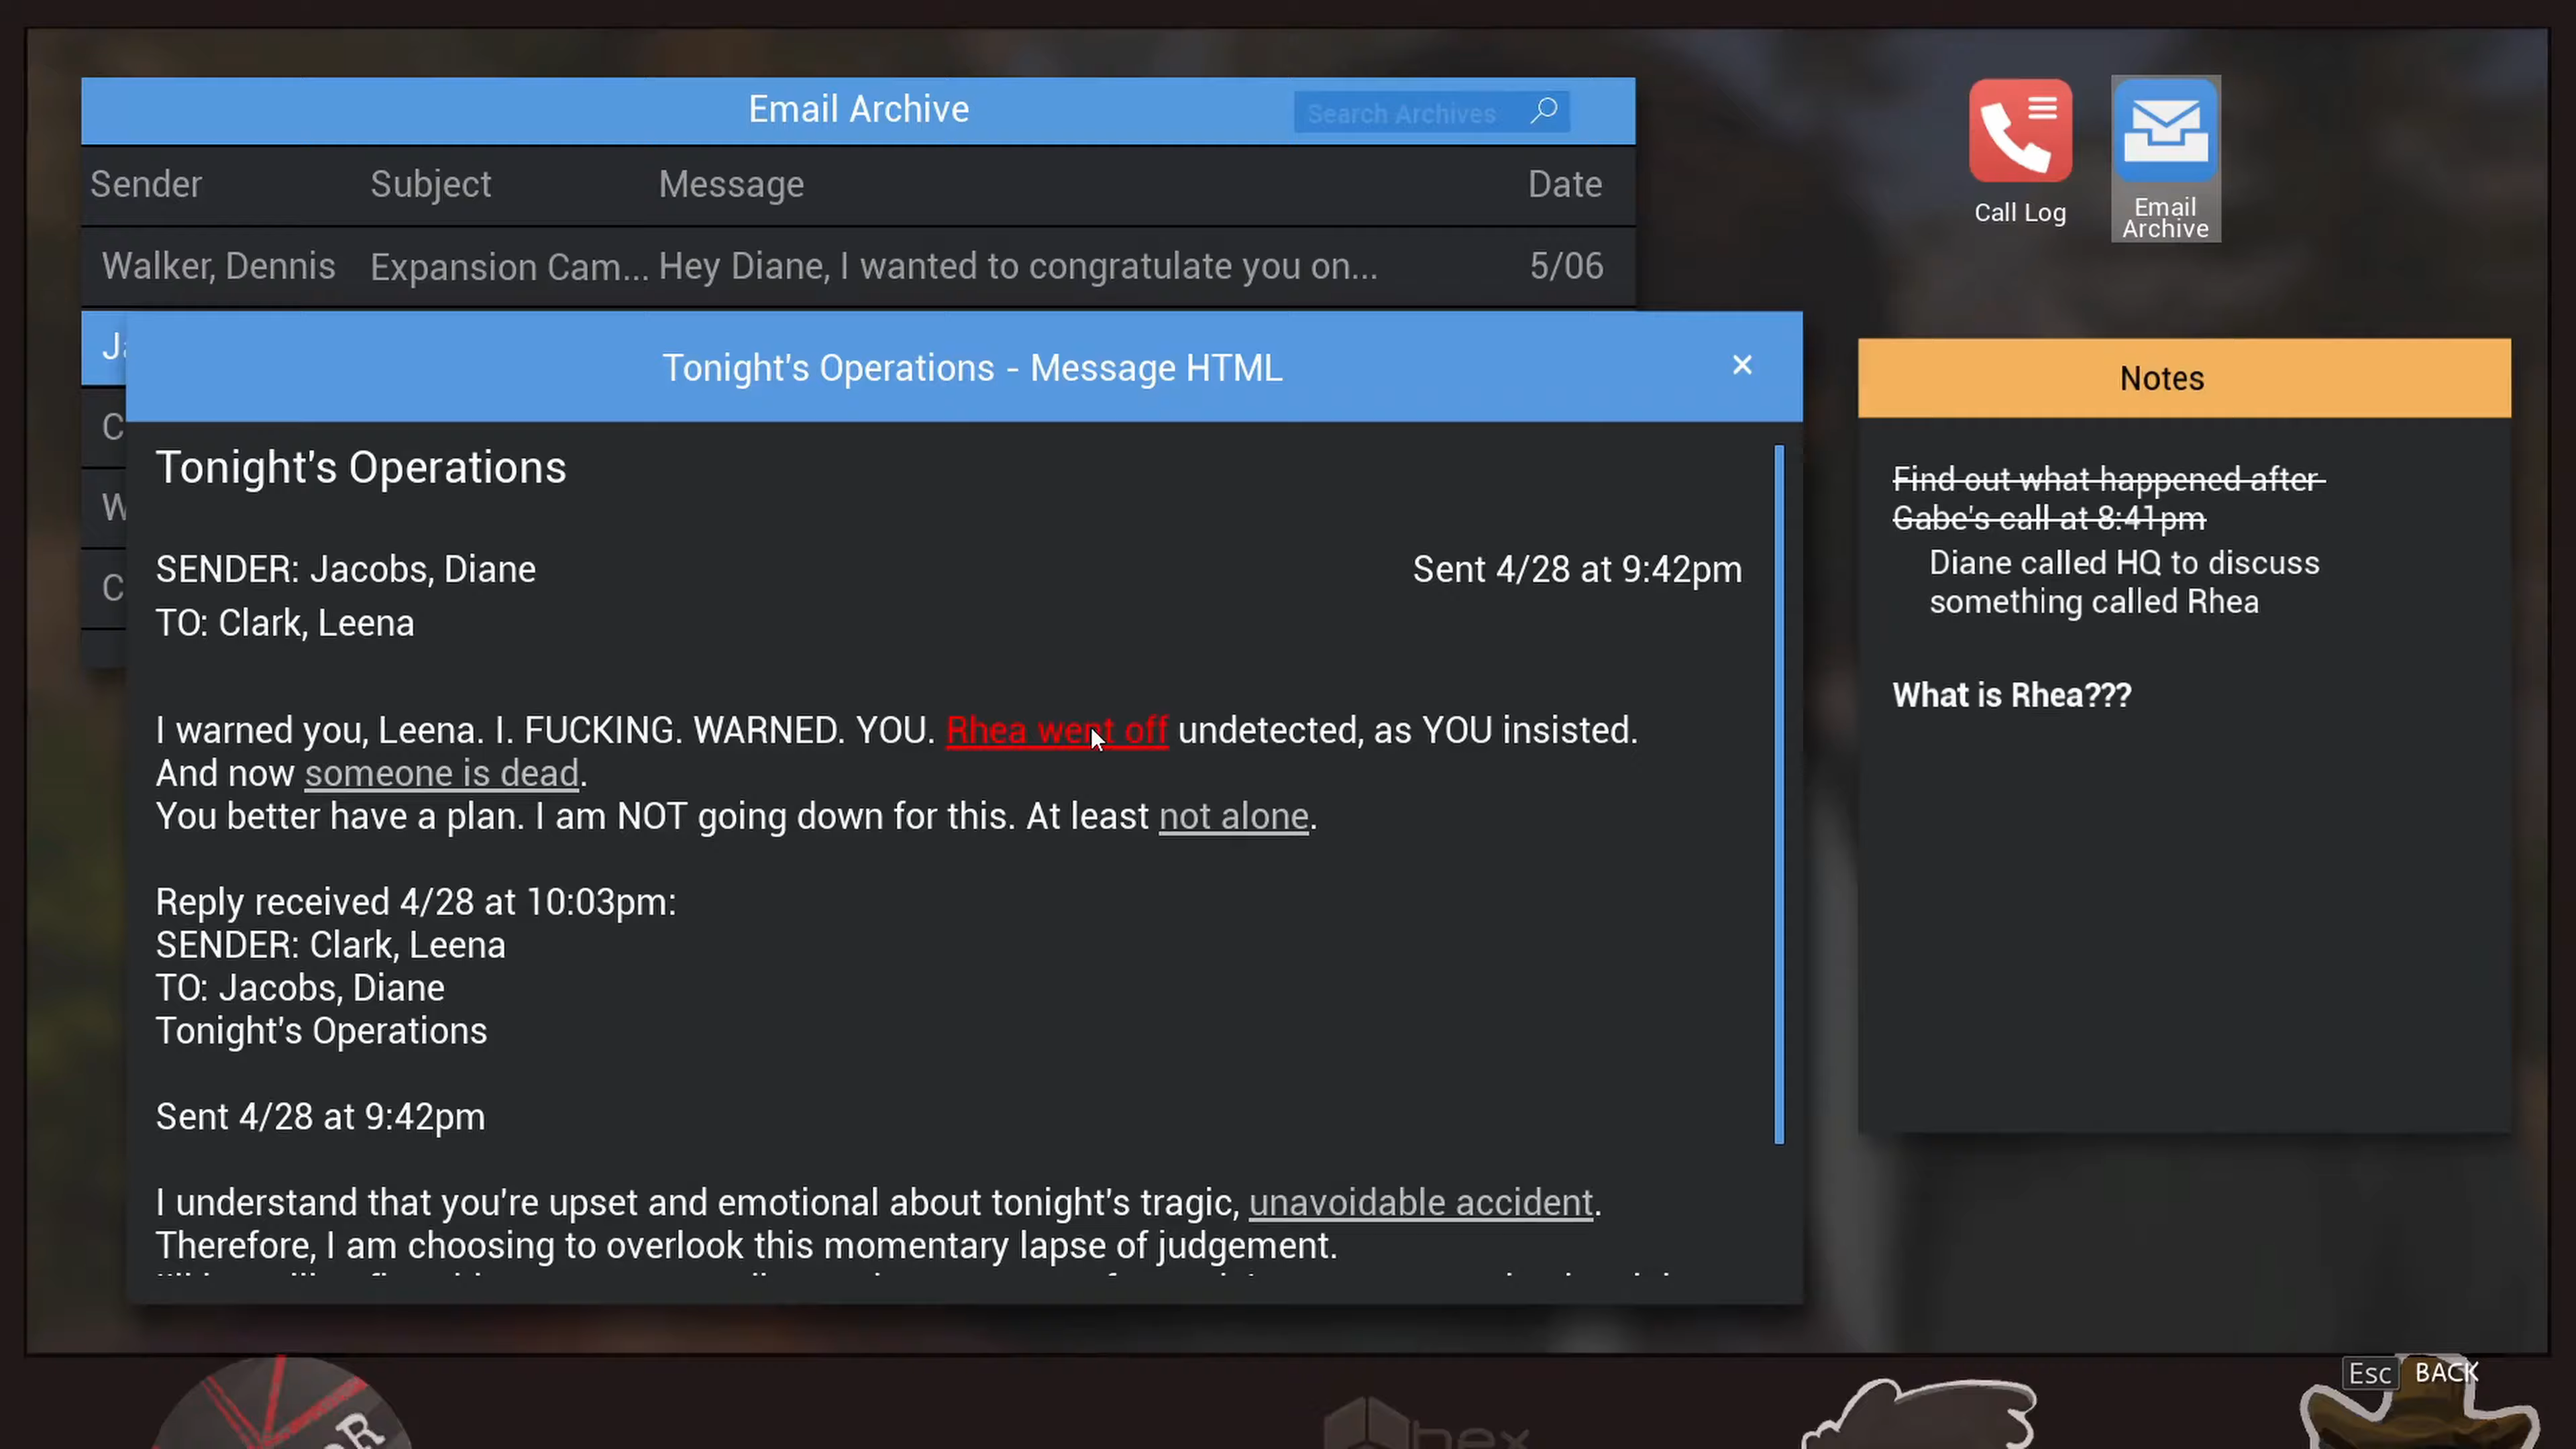 Email Archive
Search Archives
Sender Subject Message Date
Walker, Dennis Expansion Cam... Hey Diane, I wanted to congratulate you on... 5/06
Tonight's Operations - Message HTML
Tonight's Operations
SENDER: Jacobs, Diane Sent 4/28 at 9:42pm
TO: Clark, Leena
I warned you, Leena. I. FUCKING. WARNED. YOU. Rhea went off undetected, as YOU insisted.
And now someone is dead.
You better have a plan. I am NOT going down for this. At least not alone.
Reply received 4/28 at 10:03pm:
SENDER: Clark, Leena
TO: Jacobs, Diane
Tonight's Operations
Sent 4/28 at 9:42pm
I understand that you're upset and emotional about tonight's tragic, unavoidable accident.
Therefore, I am choosing to overlook this momentary lapse of judgement.
Call Log
Email
Archive
Notes
Find out what happened after
Gabe's call at 8:41pm
Diane called HQ to discuss
something called Rhea
What is Rhea???
Esc BACK
hex